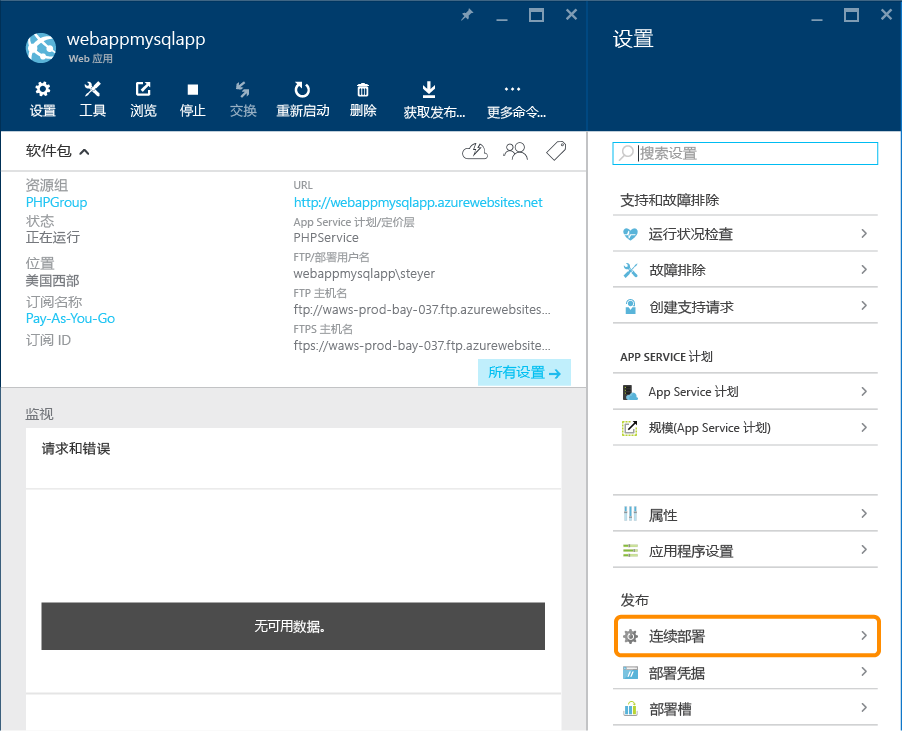 webappmysqlapp
Web 应用
设置
工具
浏览
停止
交换
重新启动
删除
获取发布...
更多命令...
软件包
资源组
PHPGroup
状态
正在运行
位置
美国西部
订阅名称
Pay-As-You-Go
订阅 ID
URL
http://webappmysqlapp.azurewebsites.net
App Service 计划/定价层
PHPService
FTP/部署用户名
webappmysqlapp\steyer
FTP 主机名
ftp://waws-prod-bay-037.ftp.azurewebsites...
FTPS 主机名
ftps://waws-prod-bay-037.ftp.azurewebsite...
所有设置
监视
请求和错误
无可用数据。
设置
搜索设置
支持和故障排除
运行状况检查
故障排除
创建支持请求
APP SERVICE 计划
App Service 计划
规模(App Service 计划)
属性
应用程序设置
发布
连续部署
部署凭据
部署槽